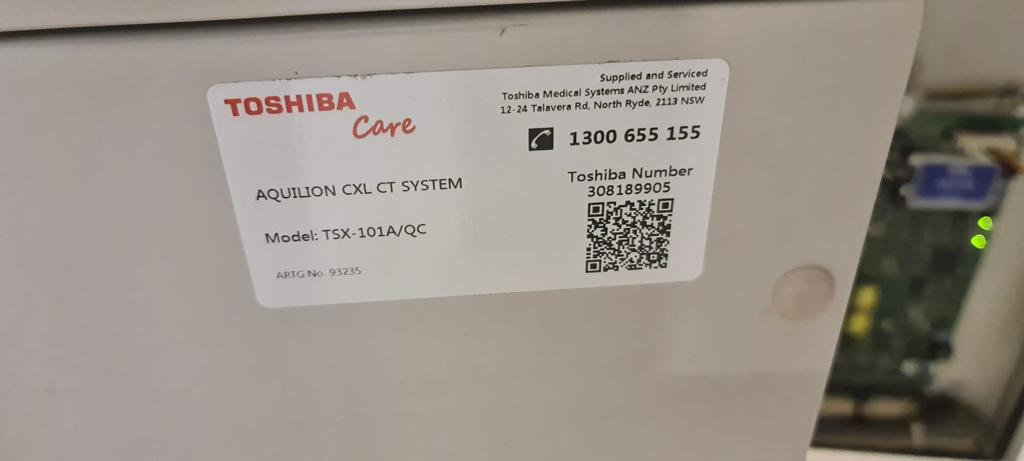 TOSHIBA
Care
Supplied and Serviced
Toshiba Medical Systems ANZ Pty Limited
12-24 Talavera Rd, North Ryde, 2113 NSW
1300 655 155
AQUILION CXL CT SYSTEM
Model: TSX-101A/QC
ARTG No. 93235
Toshiba Number
308189905